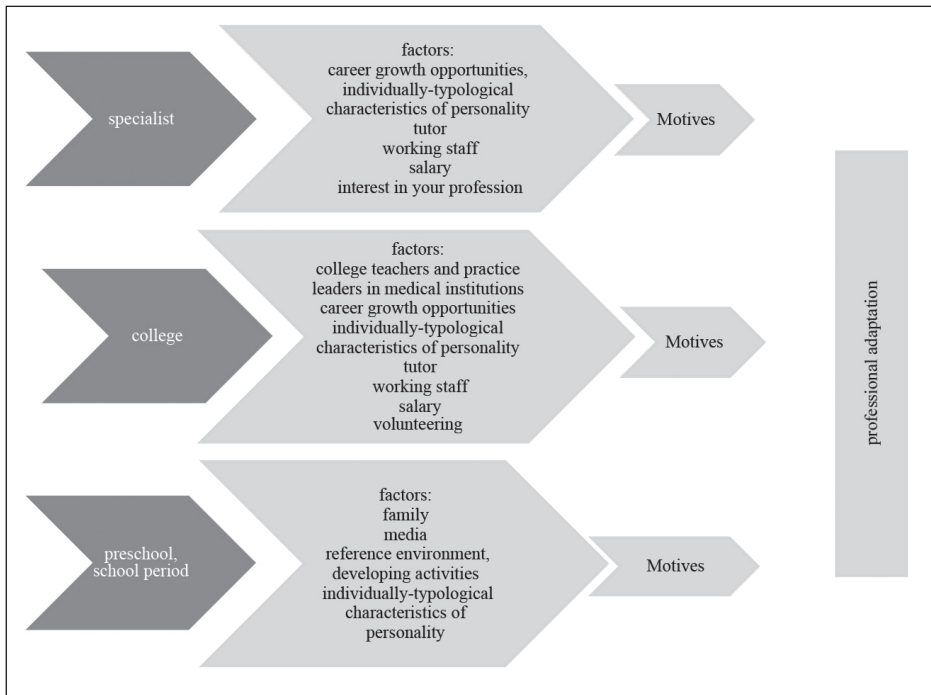 specialist
factors:
career growth opportunities,
individually-typological
characteristics of personality
tutor
working staff
salary
interest in your profession
Motives
college
factors:
college teachers and practice
leaders in medical institutions
career growth opportunities
individually-typological
characteristics of personality
tutor
working staff
salary
volunteering
Motives
preschool,
school period
factors:
family
media
reference environment,
developing activities
individually-typological
characteristics of
personality
Motives
professional adaptation